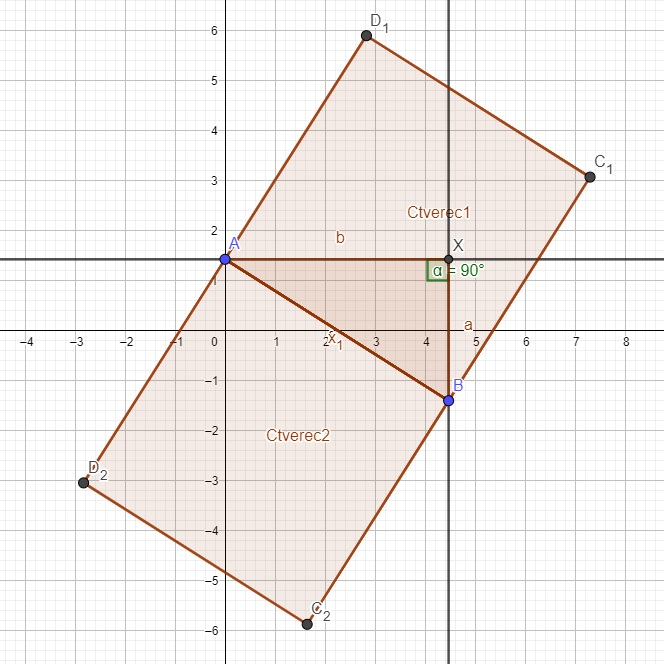 D₁
6
5
4
C₁
3
Ctverec1
2
b
A
X
α = 90°
1
a
−4
−3
−2
−1
0
1
2
3
4
5
6
7
8
x₁
−1
B
−2
Ctverec2
D₂
−3
−4
−5
C₂
−6